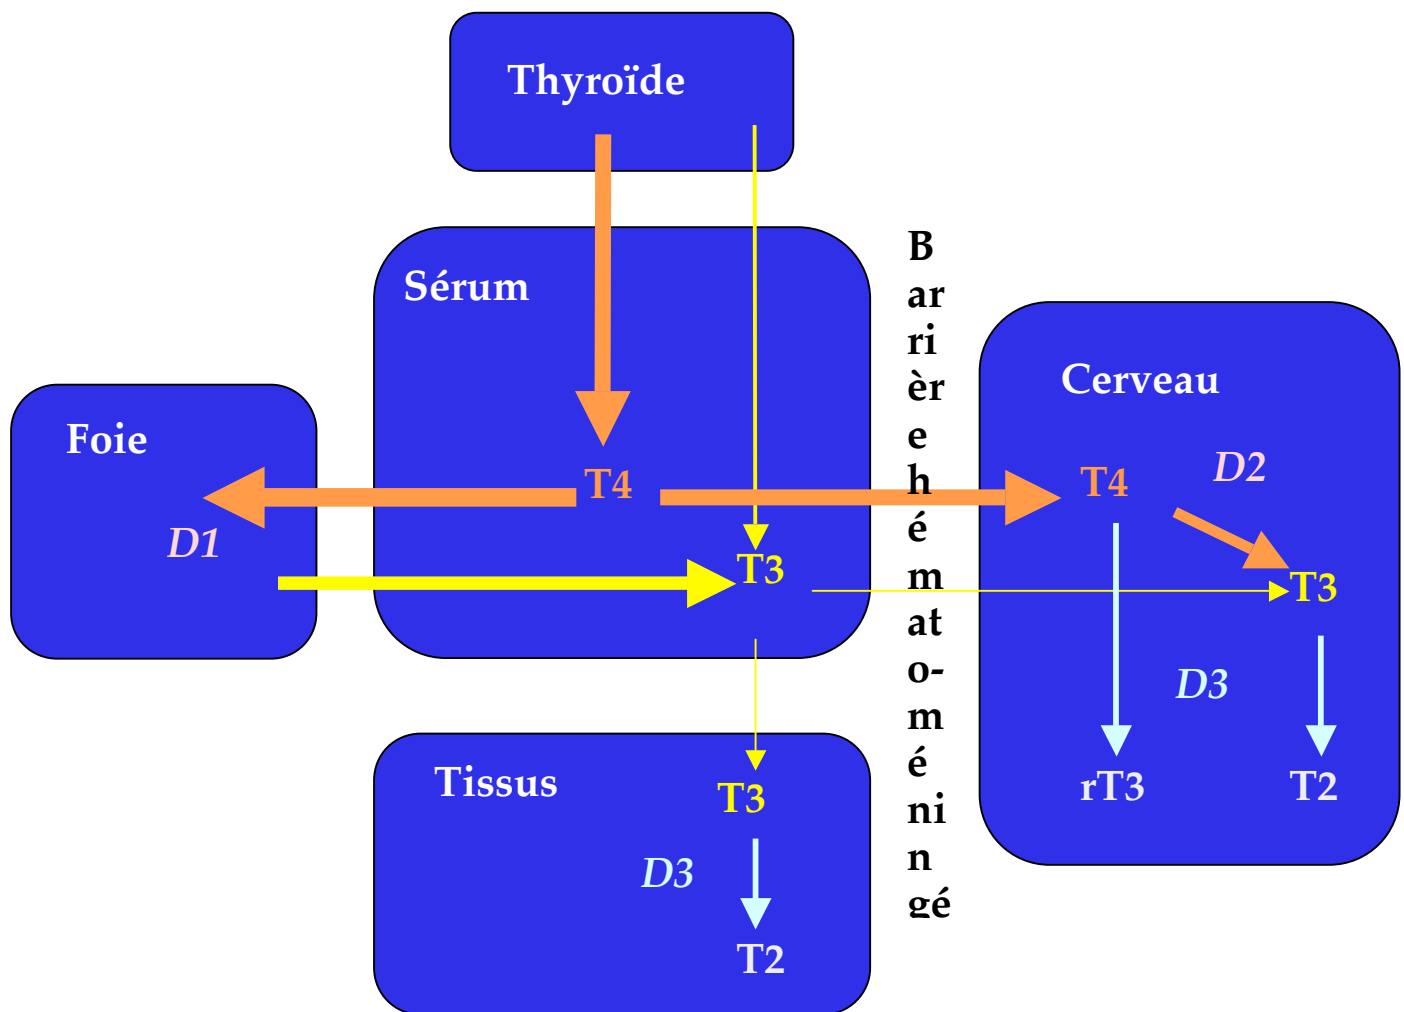 Thyroïde
Sérum
Foie
D1
T4
T3
B
ar
ri
èr
e
h
é
m
at
o-
m
é
ni
n
gé
Cerveau
T4
D2
T3
D3
rT3
T2
Tissus
T3
D3
T2